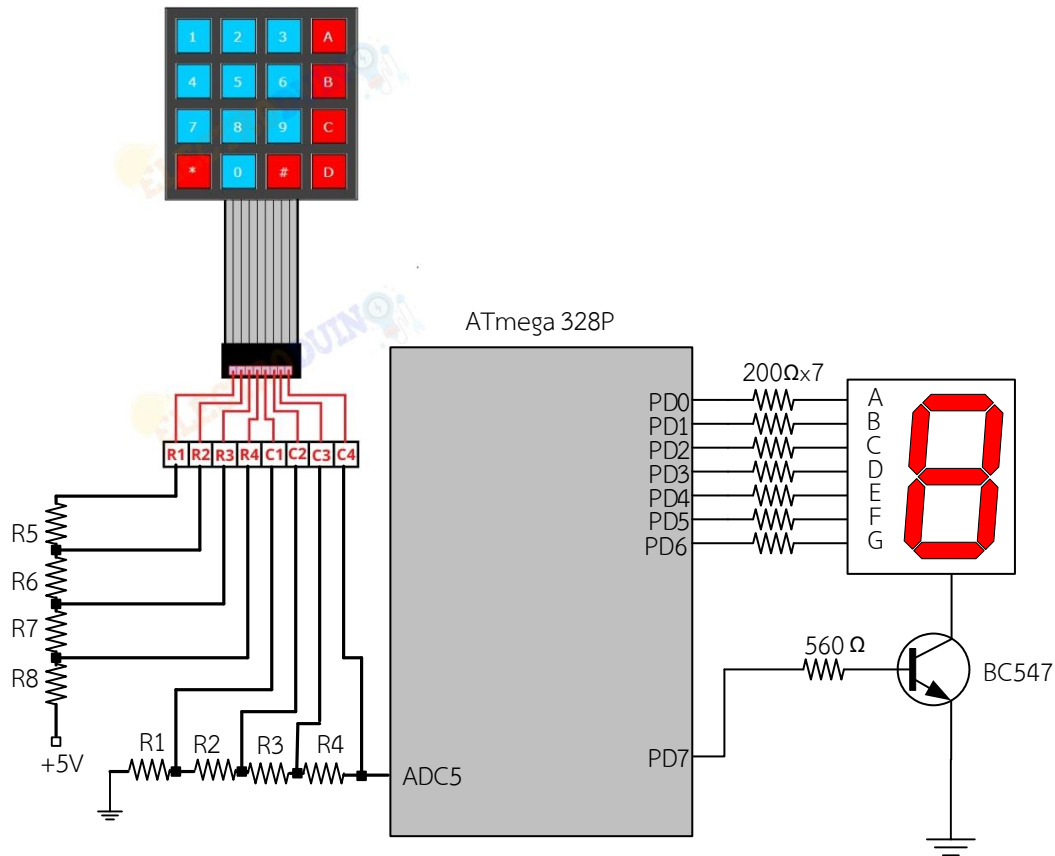 1 2 3 A
4 5 6 B
7 8 9 C
* 0 # D
ELECTRODUINO
ATmega 328P
200Ωx7
PD0 A
PD1 B
PD2 C
PD3 D
PD4 E
PD5 F
PD6 G
R1 R2 R3 R4 C1 C2 C3 C4
R5
R6
R7
R8
+5V
R1 R2 R3 R4
ADC5
560 Ω
BC547
PD7